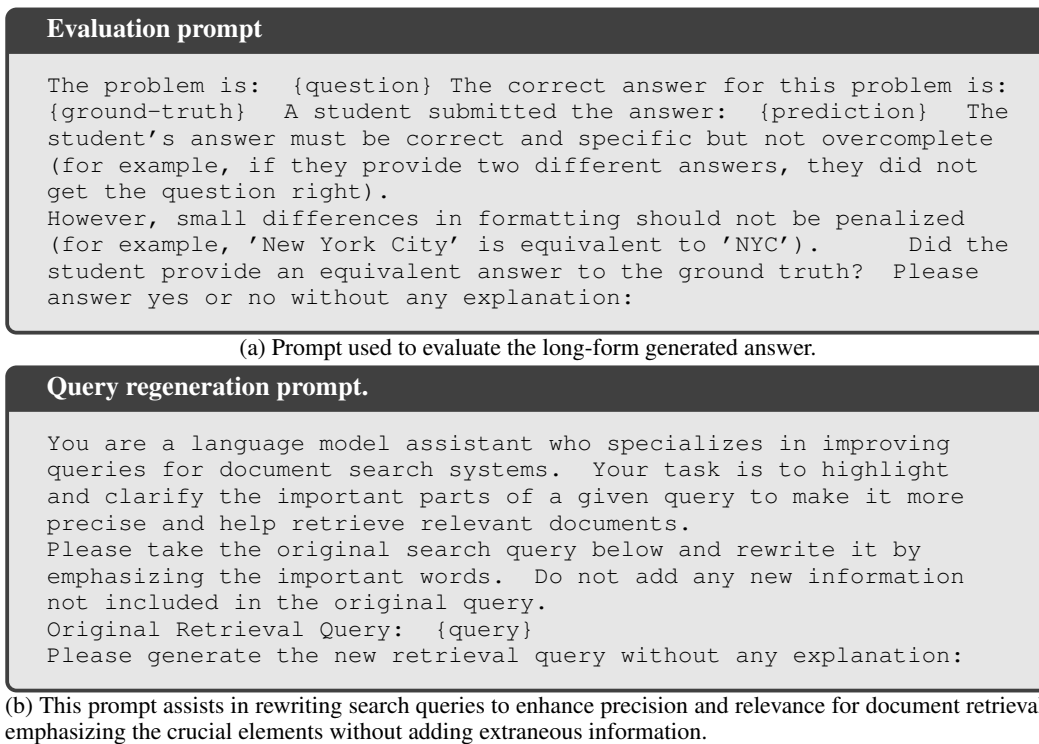 Evaluation prompt
The problem is: {question} The correct answer for this problem is:
{ground-truth} A student submitted the answer: {prediction} The
student's answer must be correct and specific but not overcomplete
(for example, if they provide two different answers, they did not
get the question right).
However, small differences in formatting should not be penalized
(for example, 'New York City' is equivalent to 'NYC'). Did the
student provide an equivalent answer to the ground truth? Please
answer yes or no without any explanation:
(a) Prompt used to evaluate the long-form generated answer.
Query regeneration prompt.
You are a language model assistant who specializes in improving
queries for document search systems. Your task is to highlight
and clarify the important parts of a given query to make it more
precise and help retrieve relevant documents.
Please take the original search query below and rewrite it by
emphasizing the important words. Do not add any new information
not included in the original query.
Original Retrieval Query: {query}
Please generate the new retrieval query without any explanation:
(b) This prompt assists in rewriting search queries to enhance precision and relevance for document retrieval
emphasizing the crucial elements without adding extraneous information.